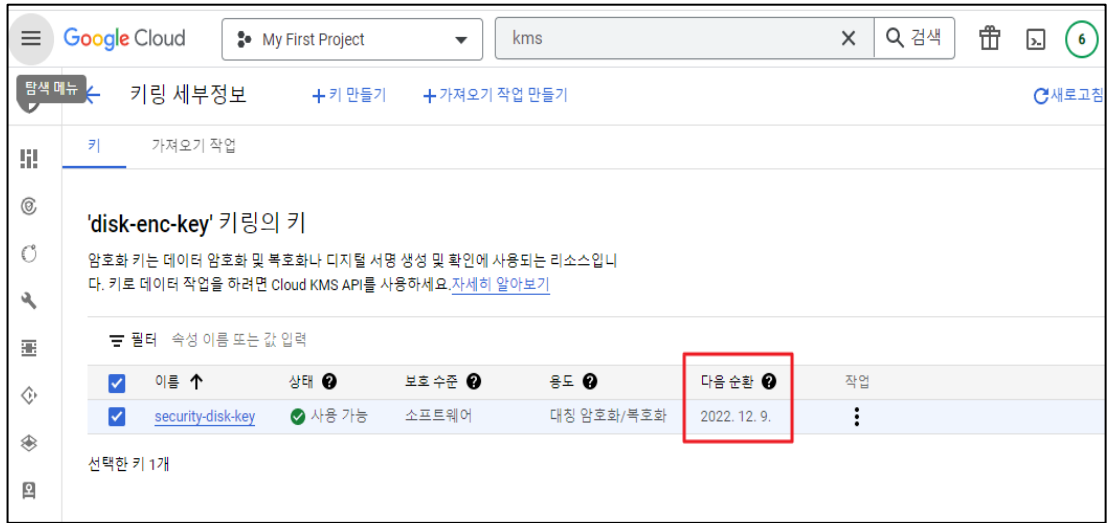 Google Cloud
My First Project
kms
검색
6
탐색 메뉴
키링 세부정보
+키 만들기
+가져오기 작업 만들기
새로고침
키
가져오기 작업
'disk-enc-key' 키링의 키
암호화 키는 데이터 암호화 및 복호화나 디지털 서명 생성 및 확인에 사용되는 리소스입니
다. 키로 데이터 작업을 하려면 Cloud KMS API를 사용하세요.자세히 알아보기
필터 속성 이름 또는 값 입력
이름 ↑ 상태 보호 수준 용도 다음 순환 작업
security-disk-key 사용 가능 소프트웨어 대칭 암호화/복호화 2022. 12. 9.
선택한 키 1개